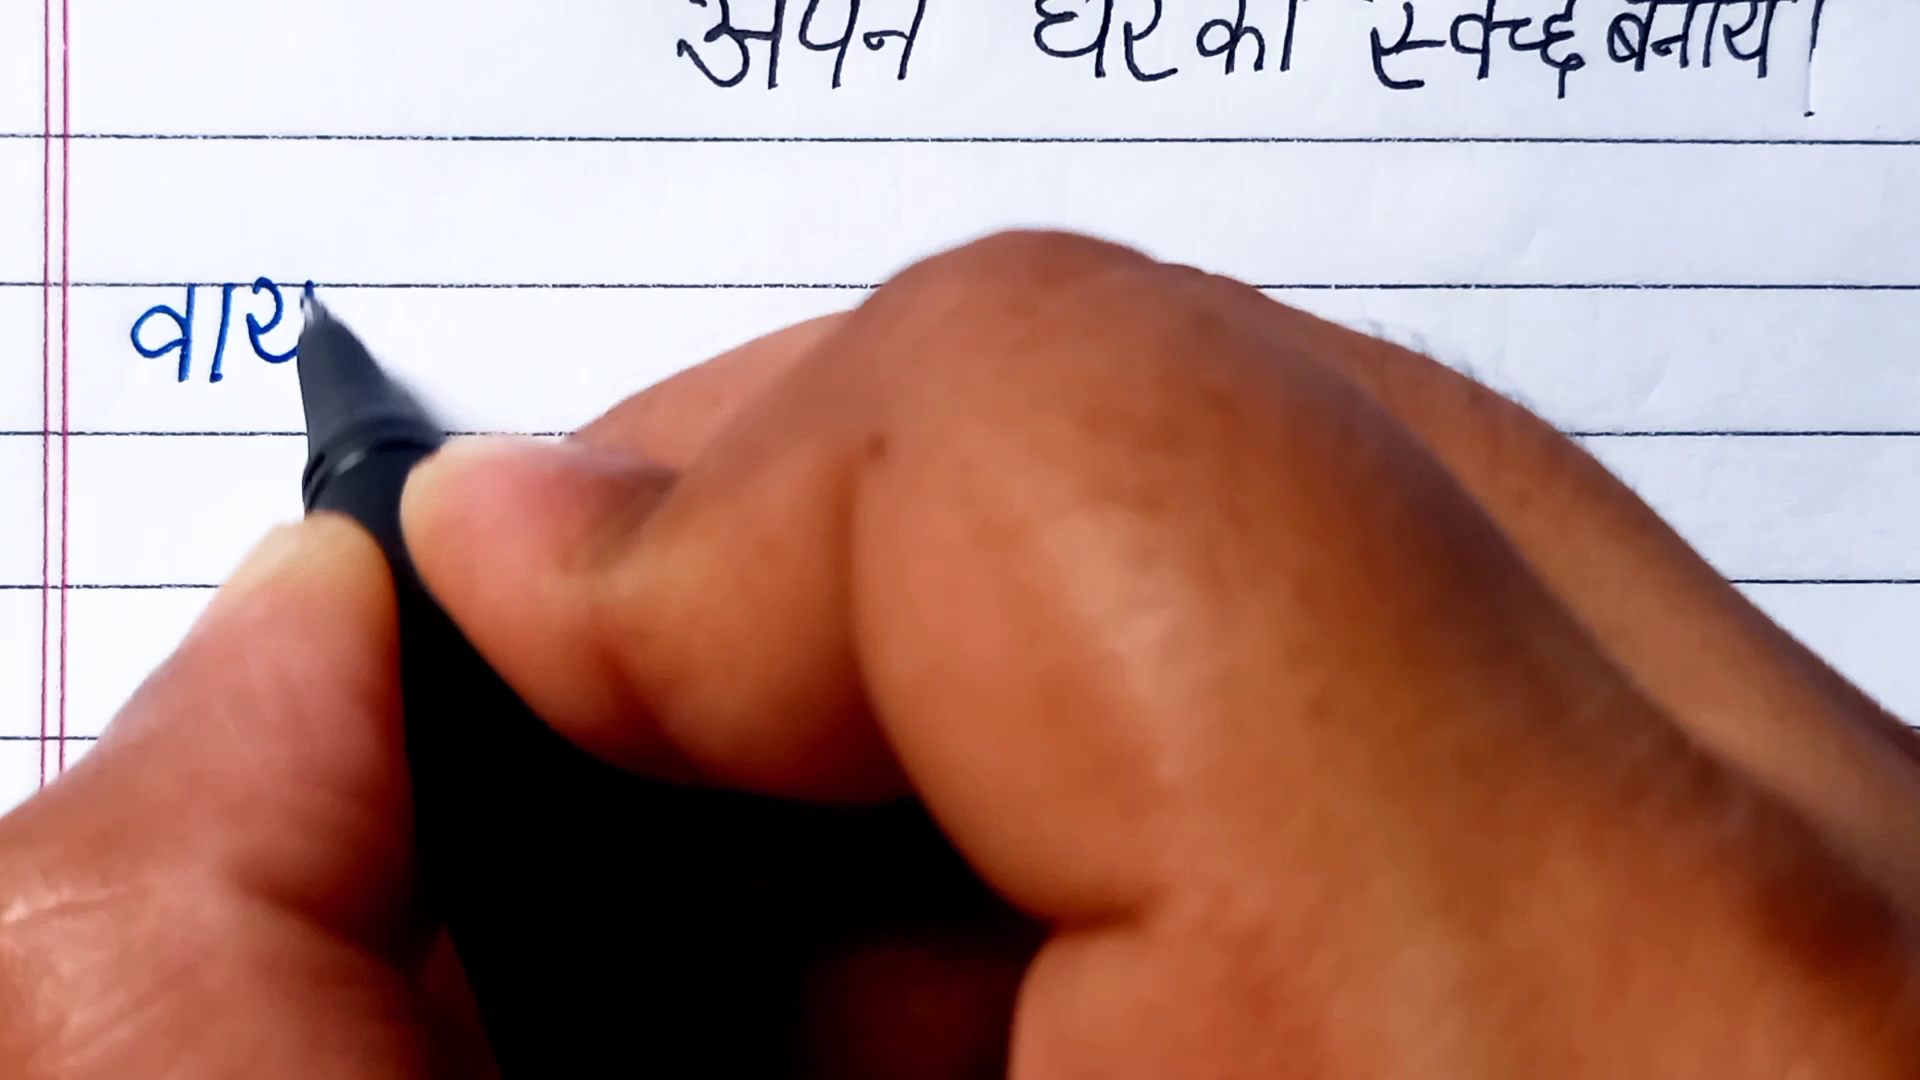 अपन घर का स्वच्छ बनाय।
वाय